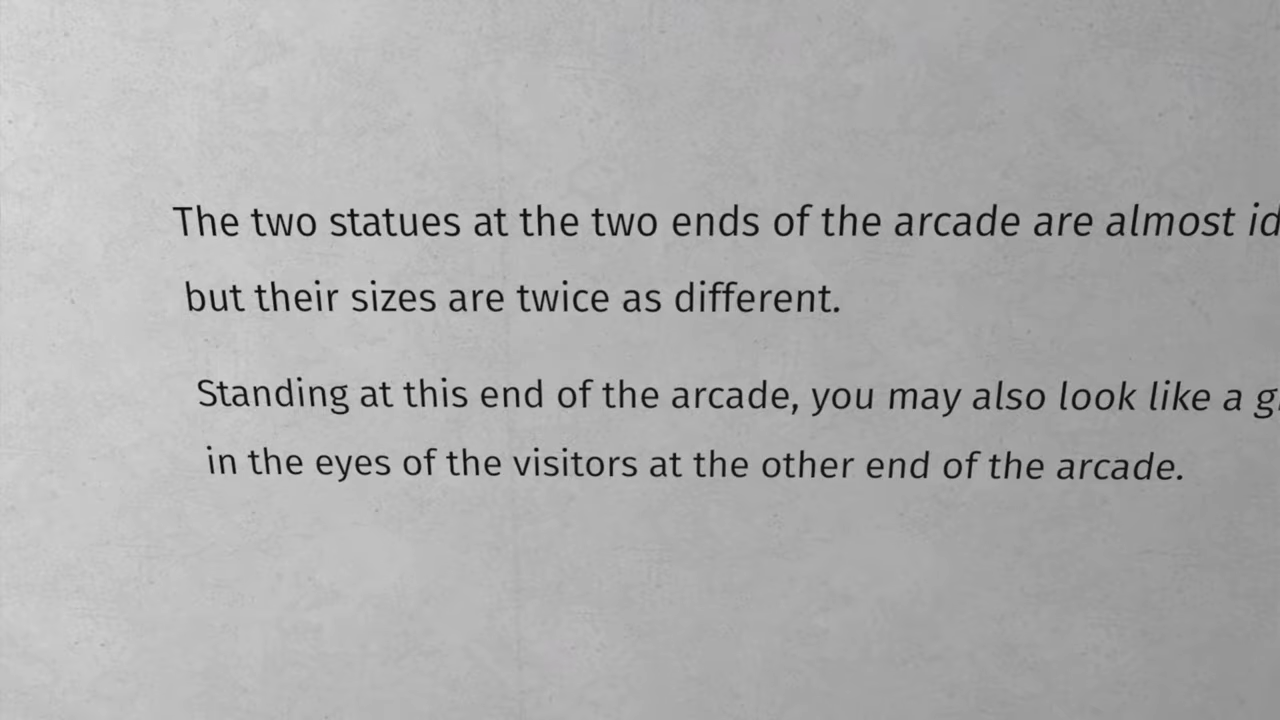 The two statues at the two ends of the arcade are almost
but their sizes are twice as different.
Standing at this end of the arcade, you may also look like a
in the eyes of the visitors at the other end of the arcade.